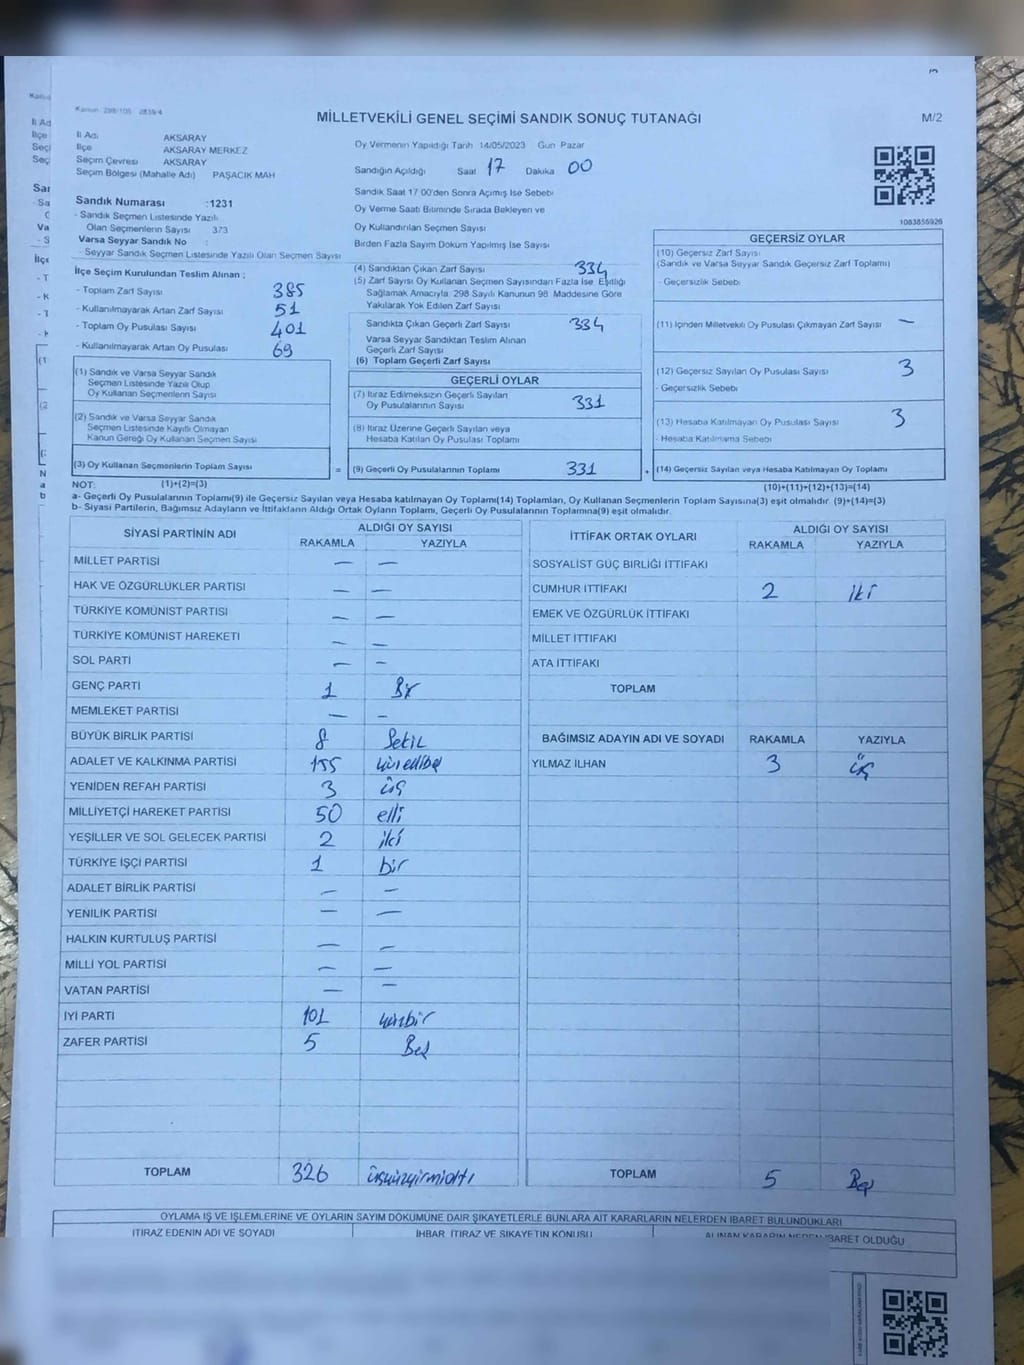 Kanun 298/105 2839/4
MİLLETVEKİLİ GENEL SEÇİMİ SANDIK SONUÇ TUTANAĞI
M/2
İl Adı AKSARAY
İlçe AKSARAY MERKEZ
Seçim Çevresi AKSARAY
Seçim Bölgesi (Mahalle Adı) PAŞACIK MAH
Oy Vermenin Yapıldığı Tarih 14/05/2023 Gün Pazar
Sandığın Açıldığı Saat 17 Dakika 00
Sandık Saat 17 00'den Sonra Açılmış İse Sebebi
Oy Verme Saati Bitiminde Sırada Bekleyen ve
Oy Kullandırılan Seçmen Sayısı
Birden Fazla Sayım Döküm Yapılmış İse Sayısı
1083856926
Sandık Numarası :1231
- Sandık Seçmen Listesinde Yazılı
Olan Seçmenlerin Sayısı 373
Varsa Seyyar Sandık No :
- Seyyar Sandık Seçmen Listesinde Yazılı Olan Seçmen Sayısı
İlçe Seçim Kurulundan Teslim Alınan ;
- Toplam Zarf Sayısı 385
- Kullanılmayarak Artan Zarf Sayısı 51
- Toplam Oy Pusulası Sayısı 401
- Kullanılmayarak Artan Oy Pusulası 69
(1) Sandık ve Varsa Seyyar Sandık
Seçmen Listesinde Yazılı Olup
Oy Kullanan Seçmenlerin Sayısı
(2) Sandık ve Varsa Seyyar Sandık
Seçmen Listesinde Kayıtlı Olmayan
Kanun Gereği Oy Kullanan Seçmen Sayısı
(3) Oy Kullanan Seçmenlerin Toplam Sayısı =
(4) Sandıktan Çıkan Zarf Sayısı 334
(5) Zarf Sayısı Oy Kullanan Seçmen Sayısından Fazla İse Eşitliği
Sağlamak Amacıyla 298 Sayılı Kanunun 98 Maddesine Göre
Yakılarak Yok Edilen Zarf Sayısı
Sandıkta Çıkan Geçerli Zarf Sayısı 334
Varsa Seyyar Sandıktan Teslim Alınan
Geçerli Zarf Sayısı
(6) Toplam Geçerli Zarf Sayısı
GEÇERLİ OYLAR
(7) İtiraz Edilmeksizin Geçerli Sayılan
Oy Pusulalarının Sayısı 331
(8) İtiraz Üzerine Geçerli Sayılan veya
Hesaba Katılan Oy Pusulası Toplamı
(9) Geçerli Oy Pusulalarının Toplamı 331 +
GEÇERSİZ OYLAR
(10) Geçersiz Zarf Sayısı
(Sandık ve Varsa Seyyar Sandık Geçersiz Zarf Toplamı)
- Geçersizlik Sebebi
(11) İçinden Milletvekili Oy Pusulası Çıkmayan Zarf Sayısı —
(12) Geçersiz Sayılan Oy Pusulası Sayısı 3
- Geçersizlik Sebebi
(13) Hesaba Katılmayan Oy Pusulası Sayısı 3
- Hesaba Katılmama Sebebi
(14) Geçersiz Sayılan veya Hesaba Katılmayan Oy Toplamı
NOT: (1)+(2)=(3) (10)+(11)+(12)+(13)=(14)
a- Geçerli Oy Pusulalarının Toplamı(9) ile Geçersiz Sayılan veya Hesaba katılmayan Oy Toplamı(14) Toplamları, Oy Kullanan Seçmenlerin Toplam Sayısına(3) eşit olmalıdır. (9)+(14)=(3)
b- Siyasi Partilerin, Bağımsız Adayların ve İttifakların Aldığı Ortak Oyların Toplamı, Geçerli Oy Pusulalarının Toplamına(9) eşit olmalıdır.
SİYASİ PARTİNİN ADI ALDIĞI OY SAYISI
RAKAMLA YAZIYLA
MİLLET PARTİSİ — —
HAK VE ÖZGÜRLÜKLER PARTİSİ — —
TÜRKİYE KOMÜNİST PARTİSİ — —
TÜRKİYE KOMÜNİST HAREKETİ — —
SOL PARTİ — —
GENÇ PARTİ 1 Bir
MEMLEKET PARTİSİ — —
BÜYÜK BİRLİK PARTİSİ 8 Sekiz
ADALET VE KALKINMA PARTİSİ 155
YENİDEN REFAH PARTİSİ 3 üç
MİLLİYETÇİ HAREKET PARTİSİ 50 elli
YEŞİLLER VE SOL GELECEK PARTİSİ 2 iki
TÜRKİYE İŞÇİ PARTİSİ 1 bir
ADALET BİRLİK PARTİSİ — —
YENİLİK PARTİSİ — —
HALKIN KURTULUŞ PARTİSİ — —
MİLLİ YOL PARTİSİ — —
VATAN PARTİSİ — —
İYİ PARTİ 101 yüzbir
ZAFER PARTİSİ 5 Beş
TOPLAM 326 üçyüzyirmialtı
İTTİFAK ORTAK OYLARI ALDIĞI OY SAYISI
RAKAMLA YAZIYLA
SOSYALİST GÜÇ BİRLİĞİ İTTİFAKI
CUMHUR İTTİFAKI 2 iki
EMEK VE ÖZGÜRLÜK İTTİFAKI
MİLLET İTTİFAKI
ATA İTTİFAKI
TOPLAM
BAĞIMSIZ ADAYIN ADI VE SOYADI RAKAMLA YAZIYLA
YILMAZ İLHAN 3 üç
TOPLAM 5 Beş
OYLAMA İŞ VE İŞLEMLERİNE VE OYLARIN SAYIM DÖKÜMÜNE DAİR ŞİKAYETLERLE BUNLARA AİT KARARLARIN NELERDEN İBARET BULUNDUKLARI
İTİRAZ EDENİN ADI VE SOYADI İHBAR, İTİRAZ VE ŞİKAYETİN KONUSU ALINAN KARARIN NEDEN İBARET OLDUĞU